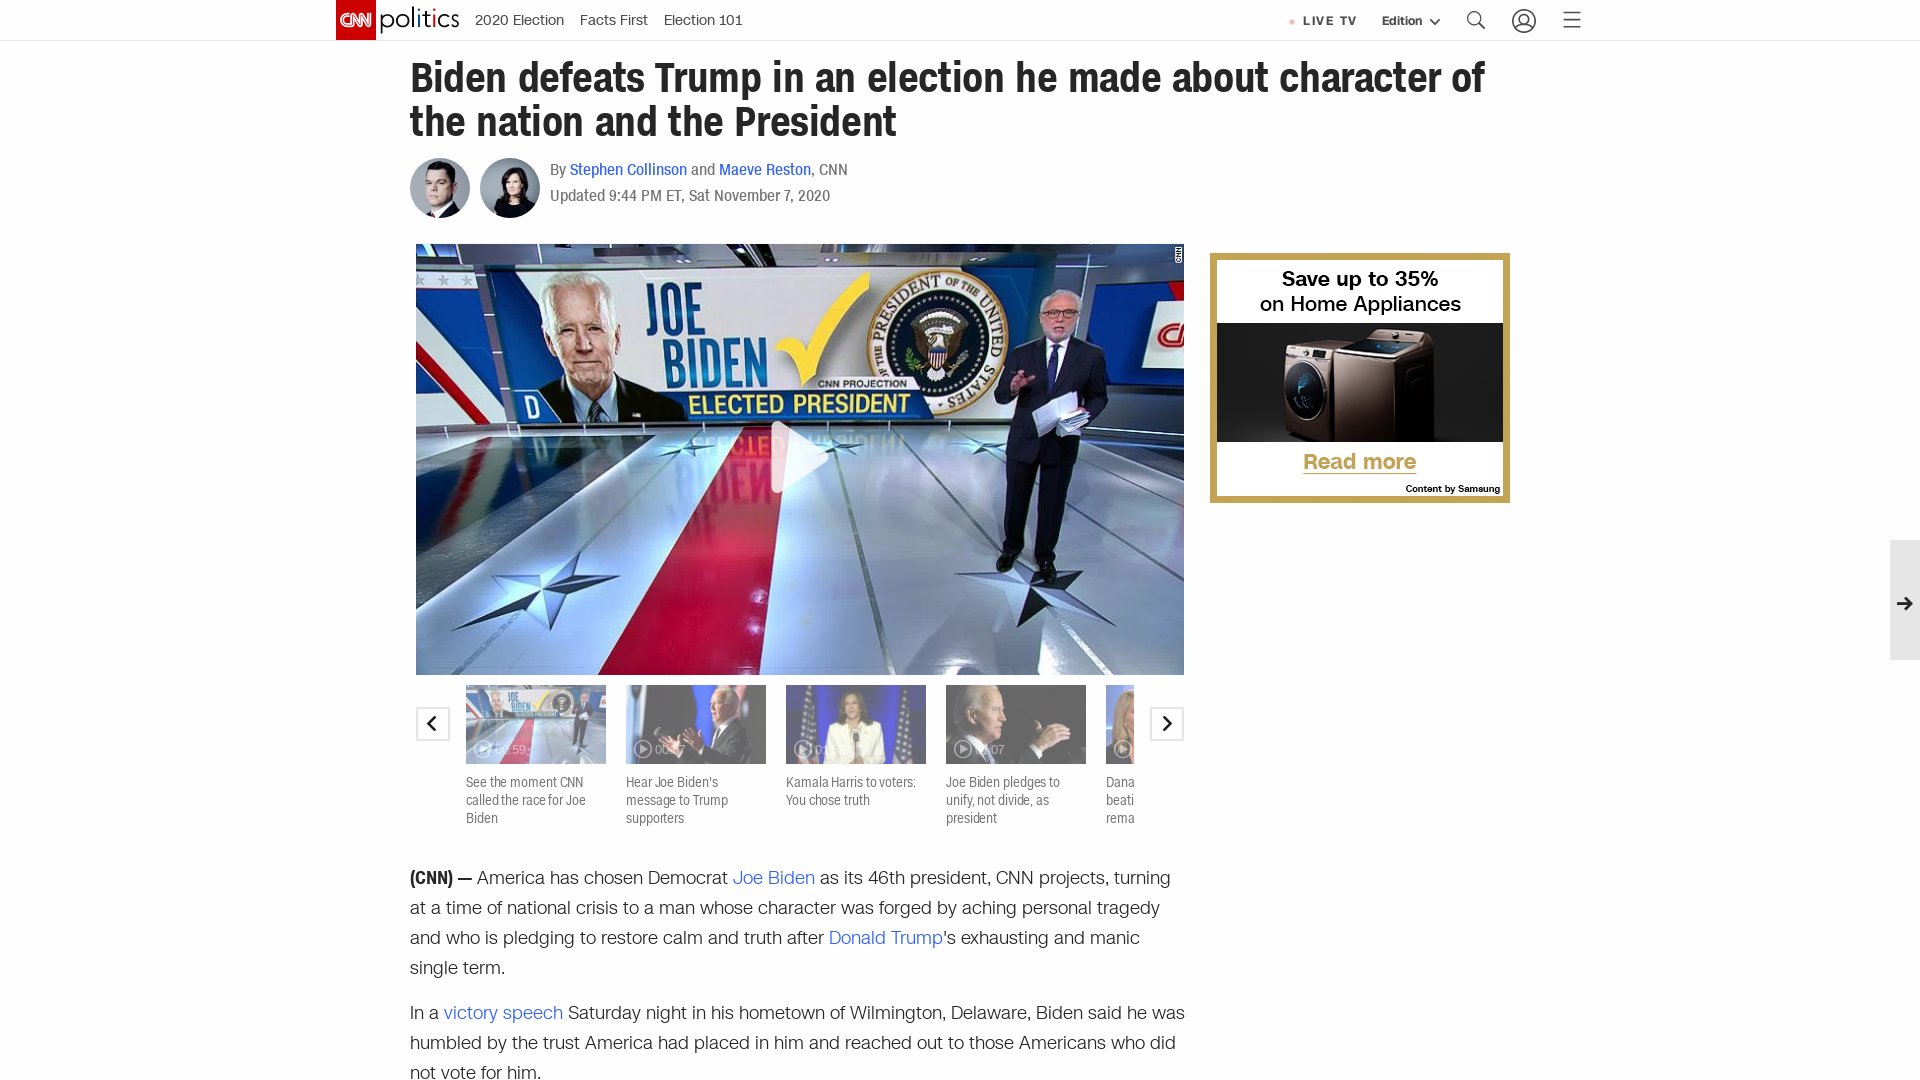 CNN politics 2020 Election Facts First Election 101 LIVE TV Edition
Biden defeats Trump in an election he made about character of
the nation and the President
By Stephen Collinson and Maeve Reston, CNN
Updated 9:44 PM ET, Sat November 7, 2020
CNN
JOE
BIDEN
PRESIDENT OF THE UNITED STATES
CNN PROJECTION
D
ELECTED PRESIDENT
Save up to 35%
on Home Appliances
Read more
Content by Samsung
00:59
01:07
See the moment CNN
called the race for Joe
Biden
Hear Joe Biden's
message to Trump
supporters
Kamala Harris to voters:
You chose truth
Joe Biden pledges to
unify, not divide, as
president
Dana
beati
rema
(CNN) — America has chosen Democrat Joe Biden as its 46th president, CNN projects, turning
at a time of national crisis to a man whose character was forged by aching personal tragedy
and who is pledging to restore calm and truth after Donald Trump's exhausting and manic
single term.
In a victory speech Saturday night in his hometown of Wilmington, Delaware, Biden said he was
humbled by the trust America had placed in him and reached out to those Americans who did
not vote for him.